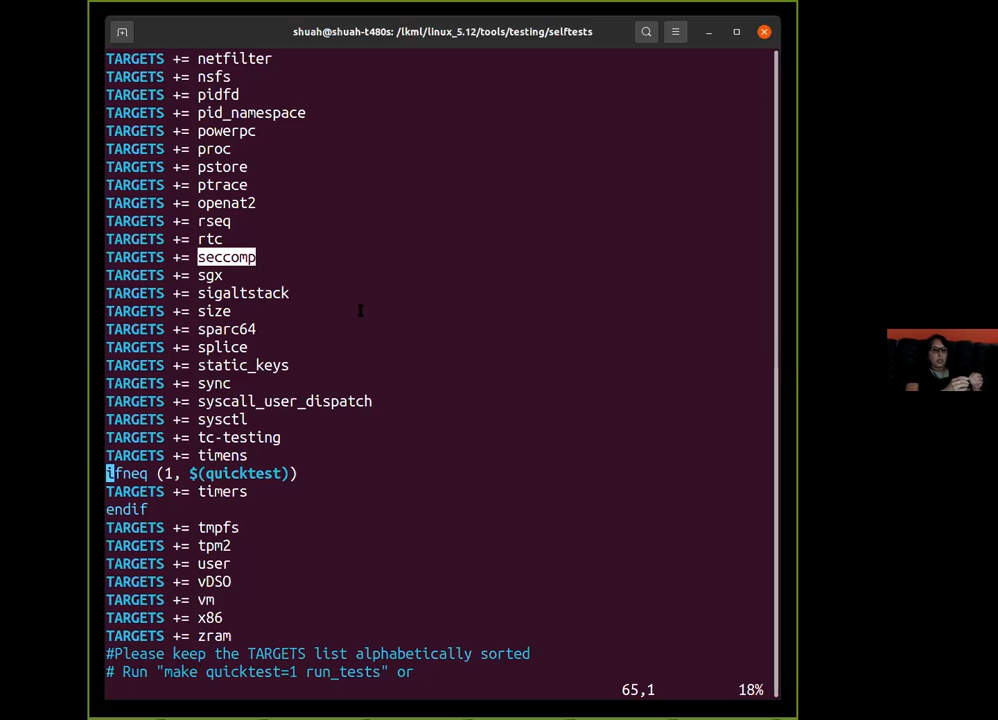 shuah@shuah-t480s: /lkml/linux_5.12/tools/testing/selftests
TARGETS += netfilter
TARGETS += nsfs
TARGETS += pidfd
TARGETS += pid_namespace
TARGETS += powerpc
TARGETS += proc
TARGETS += pstore
TARGETS += ptrace
TARGETS += openat2
TARGETS += rseq
TARGETS += rtc
TARGETS += seccomp
TARGETS += sgx
TARGETS += sigaltstack
TARGETS += size
TARGETS += sparc64
TARGETS += splice
TARGETS += static_keys
TARGETS += sync
TARGETS += syscall_user_dispatch
TARGETS += sysctl
TARGETS += tc-testing
TARGETS += timens
ifneq (1, $(quicktest))
TARGETS += timers
endif
TARGETS += tmpfs
TARGETS += tpm2
TARGETS += user
TARGETS += vDSO
TARGETS += vm
TARGETS += x86
TARGETS += zram
#Please keep the TARGETS list alphabetically sorted
# Run "make quicktest=1 run_tests" or
65,1 18%